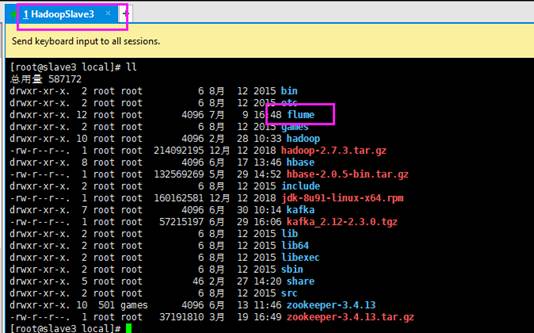 1 HadoopSlave3 × +
Send keyboard input to all sessions.
[root@slave3 local]# ll
总用量 587172
drwxr-xr-x. 2 root root 6 8月 12 2015 bin
drwxr-xr-x. 2 root root 6 8月 12 2015 etc
drwxr-xr-x. 12 root root 4096 7月 9 16:48 flume
drwxr-xr-x. 2 root root 6 8月 12 2015 games
drwxr-xr-x. 10 root root 4096 2月 28 10:33 hadoop
-rw-r--r--. 1 root root 214092195 12月 12 2018 hadoop-2.7.3.tar.gz
drwxr-xr-x. 8 root root 4096 6月 17 13:46 hbase
-rw-r--r--. 1 root root 132569269 5月 29 14:52 hbase-2.0.5-bin.tar.gz
drwxr-xr-x. 2 root root 6 8月 12 2015 include
-rw-r--r--. 1 root root 160162581 12月 12 2018 jdk-8u91-linux-x64.rpm
drwxr-xr-x. 7 root root 4096 6月 30 10:14 kafka
-rw-r--r--. 1 root root 57215197 6月 29 16:06 kafka_2.12-2.3.0.tgz
drwxr-xr-x. 2 root root 6 8月 12 2015 lib
drwxr-xr-x. 2 root root 6 8月 12 2015 lib64
drwxr-xr-x. 2 root root 6 8月 12 2015 libexec
drwxr-xr-x. 2 root root 6 8月 12 2015 sbin
drwxr-xr-x. 5 root root 46 2月 27 14:20 share
drwxr-xr-x. 2 root root 6 8月 12 2015 src
drwxr-xr-x. 10 501 games 4096 6月 13 11:46 zookeeper-3.4.13
-rw-r--r--. 1 root root 37191810 3月 19 16:49 zookeeper-3.4.13.tar.gz
[root@slave3 local]#